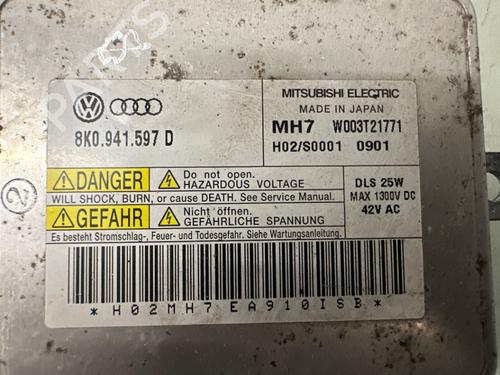 MITSUBISHI ELECTRIC
MADE IN JAPAN
8K0.941.597 D
MH7 W003T21771
H02/S0001 0901
DANGER
Do not open.
HAZARDOUS VOLTAGE
WILL SHOCK, BURN, or cause DEATH. See Service Manual.
GEFAHR
Nicht öffnen.
GEFÄHRLICHE SPANNUNG
Es besteht Stromschlag-, Feuer- und Todesgefahr. Siehe Wartungsanleitung.
DLS 25W
MAX 1300V DC
42V AC
*H02MH7EA910ISB*
2